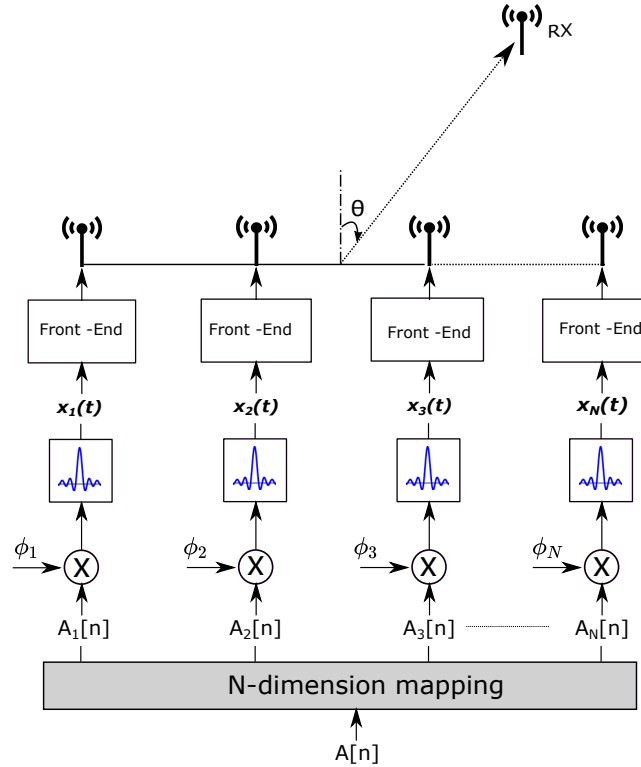 RX
θ
Front -End Front -End Front -End Front -End
x₁(t) x₂(t) x₃(t) x_N(t)
ϕ₁ ϕ₂ ϕ₃ ϕ_N
X X X X
A₁[n] A₂[n] A₃[n] A_N[n]
N-dimension mapping
A[n]